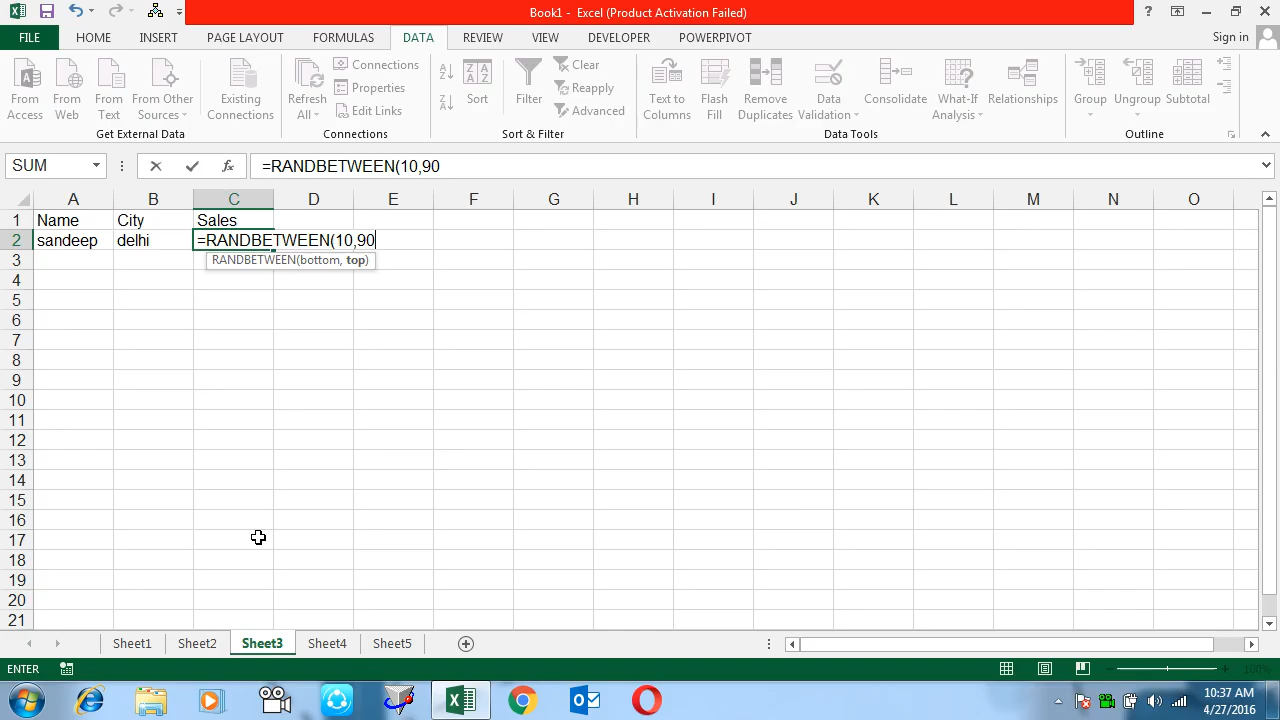 Book1 - Excel (Product Activation Failed)
Sign in
FILE HOME INSERT PAGE LAYOUT FORMULAS DATA REVIEW VIEW DEVELOPER POWERPIVOT
From Access
From Web
From Text
From Other Sources
Existing Connections
Get External Data
Refresh All
Connections
Properties
Edit Links
Connections
Sort
Filter
Clear
Reapply
Advanced
Sort & Filter
Text to Columns
Flash Fill
Remove Duplicates
Data Validation
Consolidate
What-If Analysis
Relationships
Data Tools
Group
Ungroup
Subtotal
Outline
SUM
fx
=RANDBETWEEN(10,90
A B C D E F G H I J K L M N O
1 Name City Sales
2 sandeep delhi =RANDBETWEEN(10,90
3 RANDBETWEEN(bottom, top)
4
5
6
7
8
9
10
11
12
13
14
15
16
17
18
19
20
21
Sheet1 Sheet2 Sheet3 Sheet4 Sheet5
ENTER
100%
10:37 AM
4/27/2016